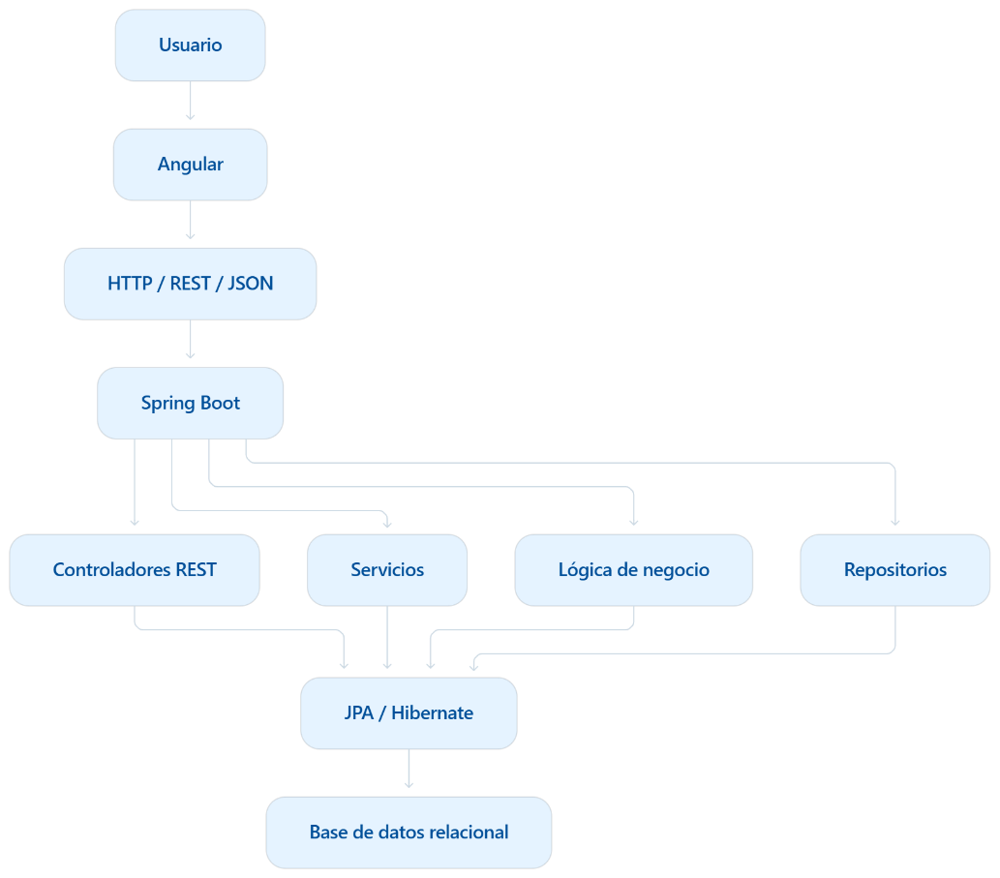 Usuario
Angular
HTTP / REST / JSON
Spring Boot
Controladores REST
Servicios
Lógica de negocio
Repositorios
JPA / Hibernate
Base de datos relacional